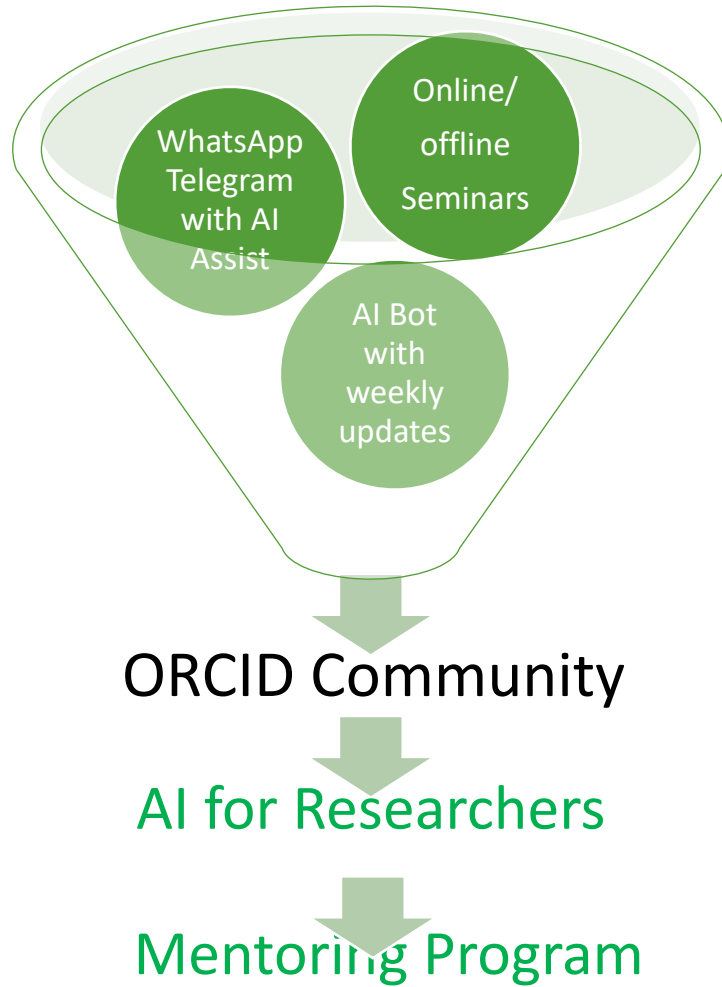 WhatsApp
Telegram
with AI
Assist
Online/
offline
Seminars
AI Bot
with
weekly
updates
ORCID Community
AI for Researchers
Mentoring Program